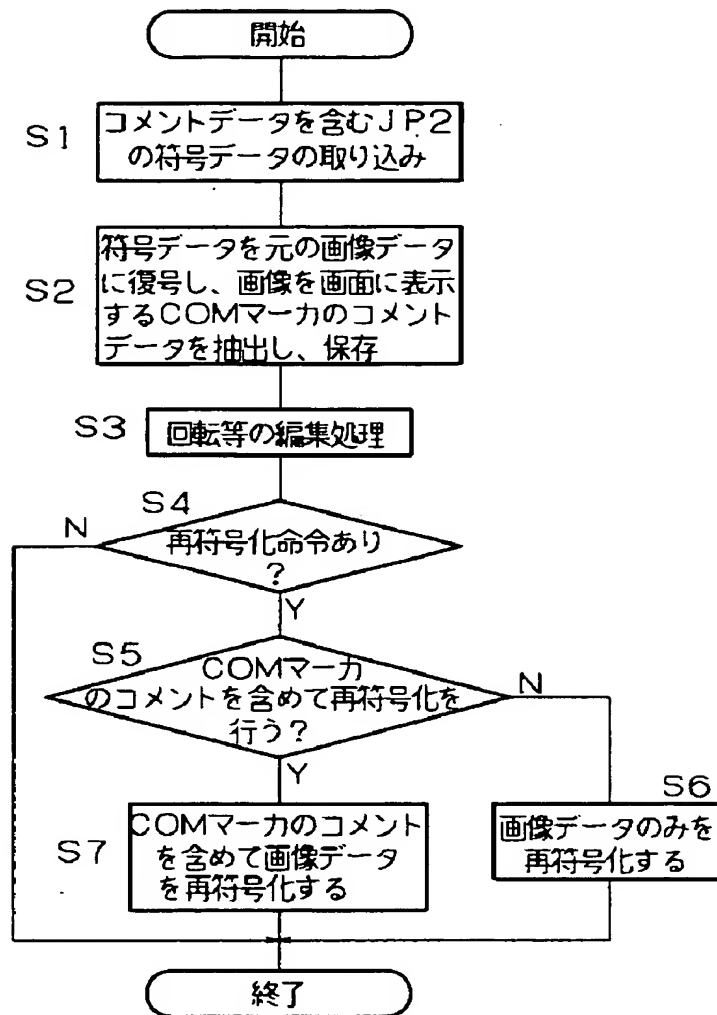 開始
S1
コメントデータを含むJP2
の符号データの取り込み
S2
符号データを元の画像データ
に復号し、画像を画面に表示
するCOMマーカのコメント
データを抽出し、保存
S3
回転等の編集処理
S4
N
再符号化命令あり
?
Y
S5
COMマーカ
のコメントを含めて再符号化を
行う?
N
Y
S6
画像データのみを
再符号化する
S7
COMマーカのコメント
を含めて画像データ
を再符号化する
終了